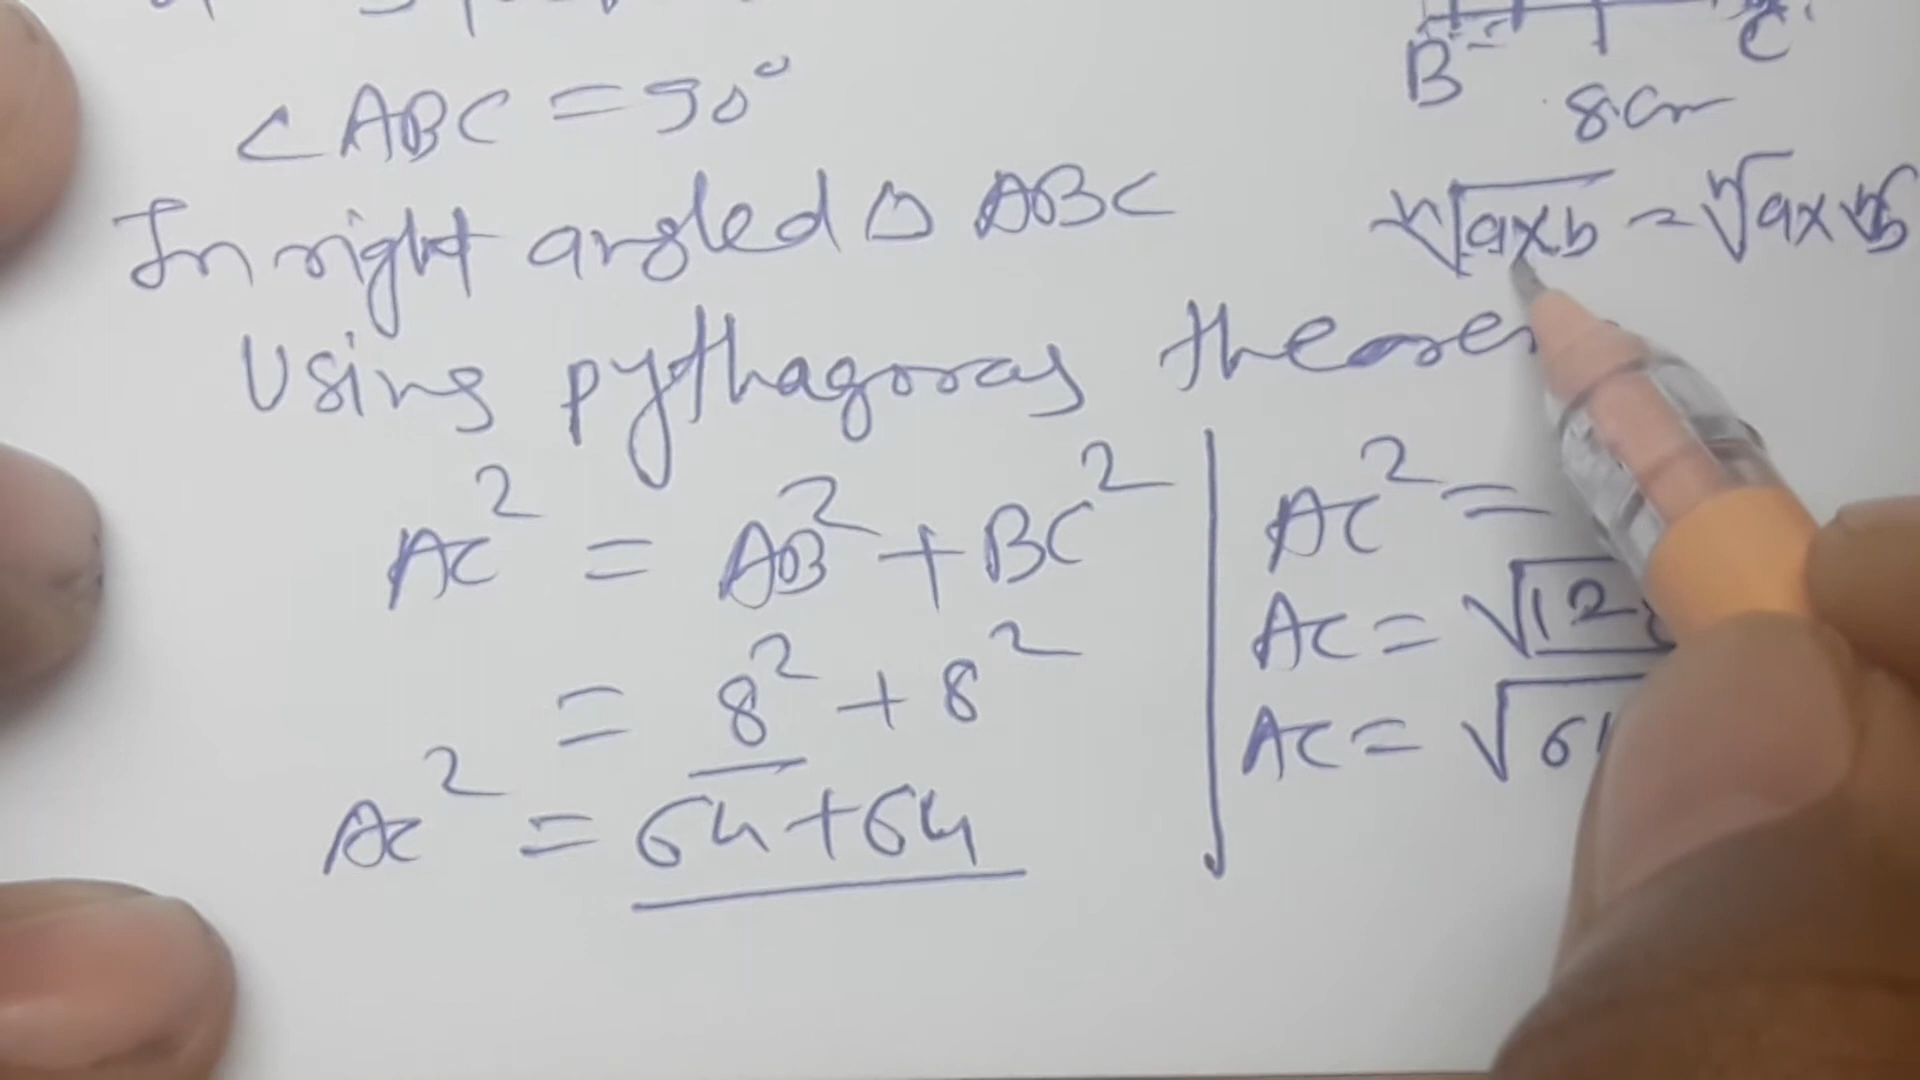 ∠ABC = 90°
B C
8cm
In right angled △ ABC
ⁿ√a×b = ⁿ√a × ⁿ√b
Using pythagoras
AC² = AB² + BC²
= 8² + 8²
AC² = 64+64
AC² =
AC = √12
AC = √6